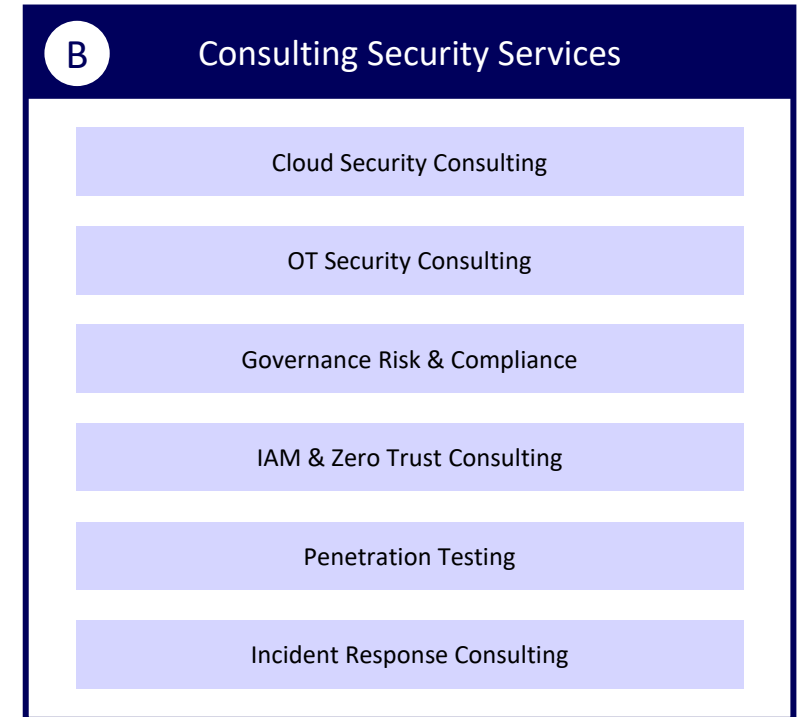 B
Consulting Security Services
Cloud Security Consulting
OT Security Consulting
Governance Risk & Compliance
IAM & Zero Trust Consulting
Penetration Testing
Incident Response Consulting